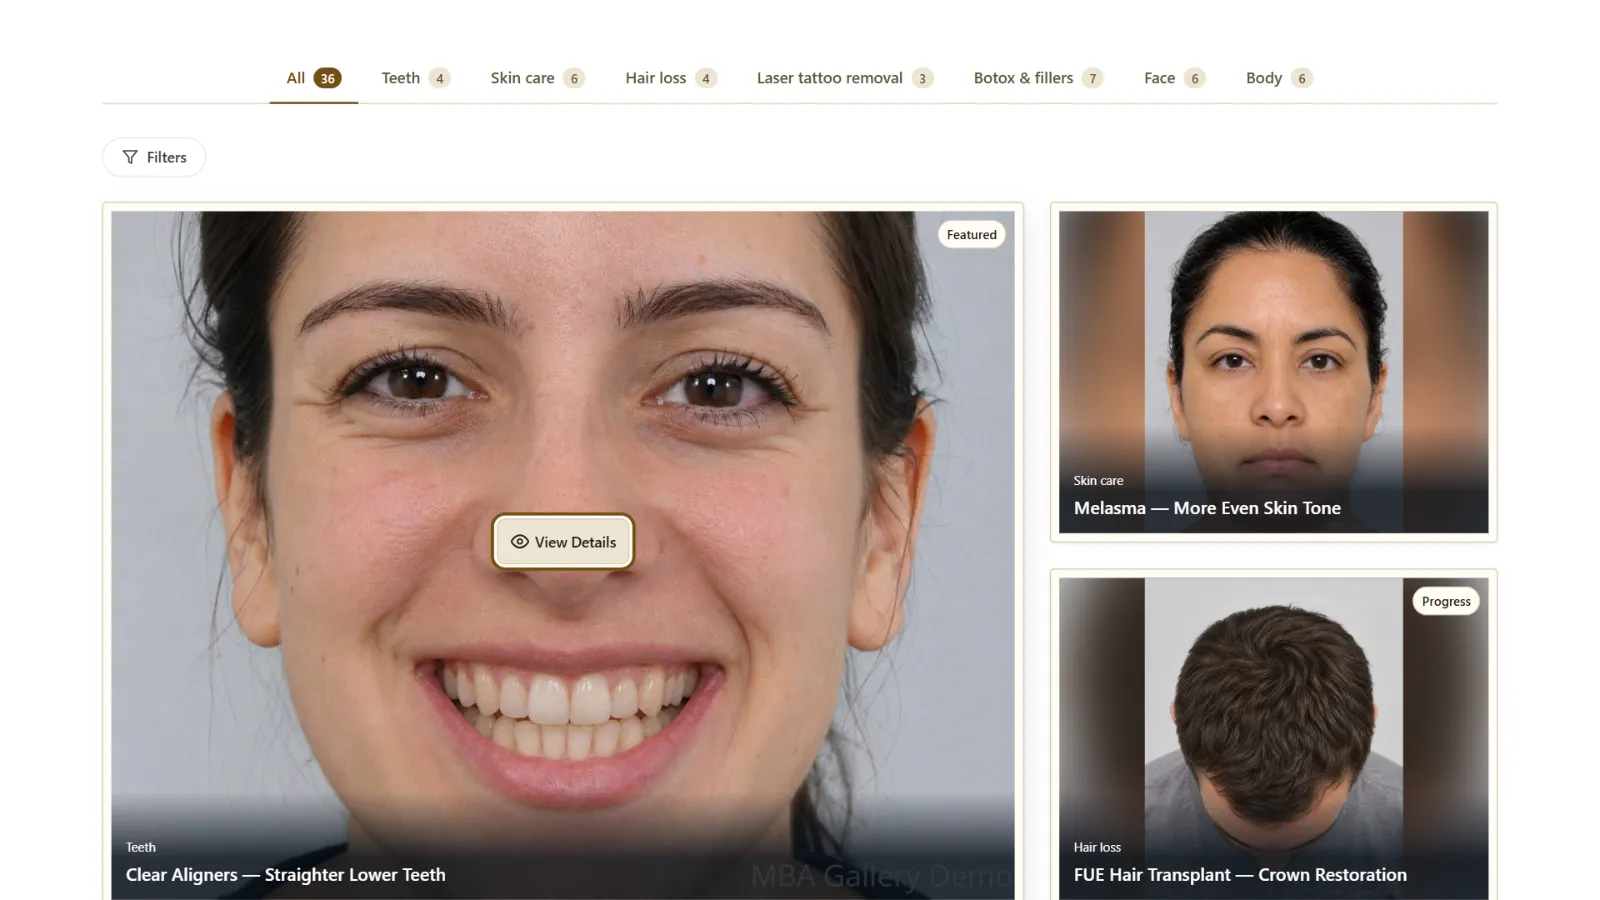 All 36
Teeth 4
Skin care 6
Hair loss 4
Laser tattoo removal 3
Botox & fillers 7
Face 6
Body 6
Filters
Featured
View Details
Teeth
Clear Aligners — Straighter Lower Teeth
MBA Gallery Demo
Skin care
Melasma — More Even Skin Tone
Progress
Hair loss
FUE Hair Transplant — Crown Restoration